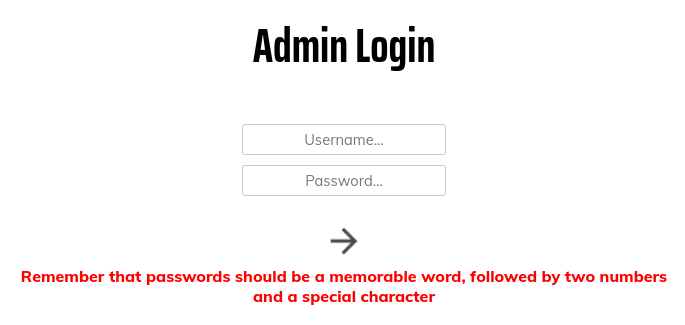 Admin Login
Username...
Password...
Remember that passwords should be a memorable word, followed by two numbers
and a special character